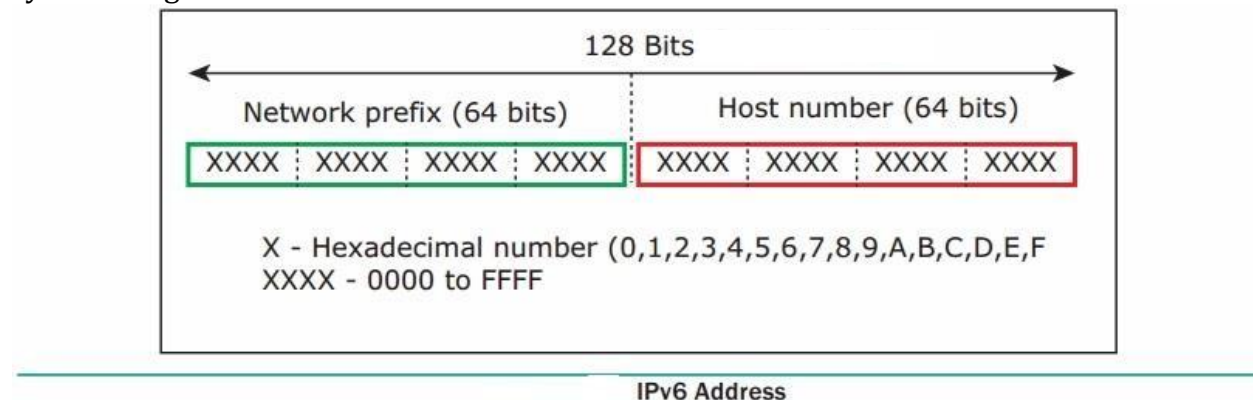 128 Bits
Network prefix (64 bits) Host number (64 bits)
XXXX XXXX XXXX XXXX XXXX XXXX XXXX XXXX
X - Hexadecimal number (0,1,2,3,4,5,6,7,8,9,A,B,C,D,E,F
XXXX - 0000 to FFFF
IPv6 Address